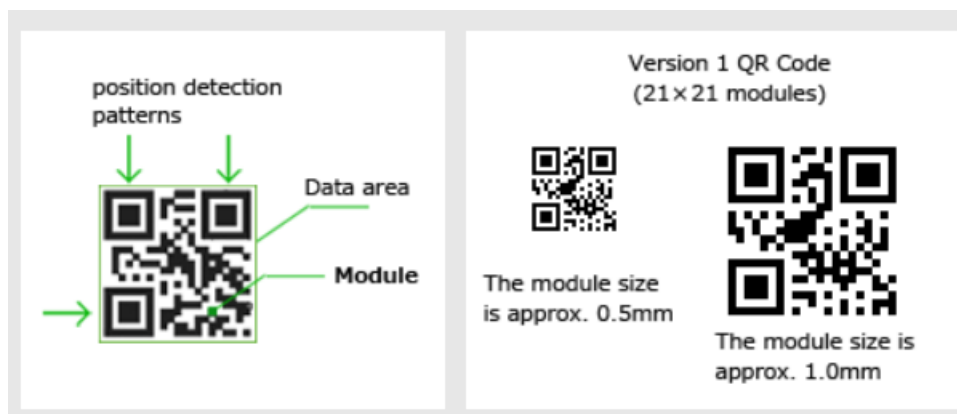 position detection
patterns
Data area
Module
Version 1 QR Code
(21×21 modules)
The module size
is approx. 0.5mm
The module size is
approx. 1.0mm